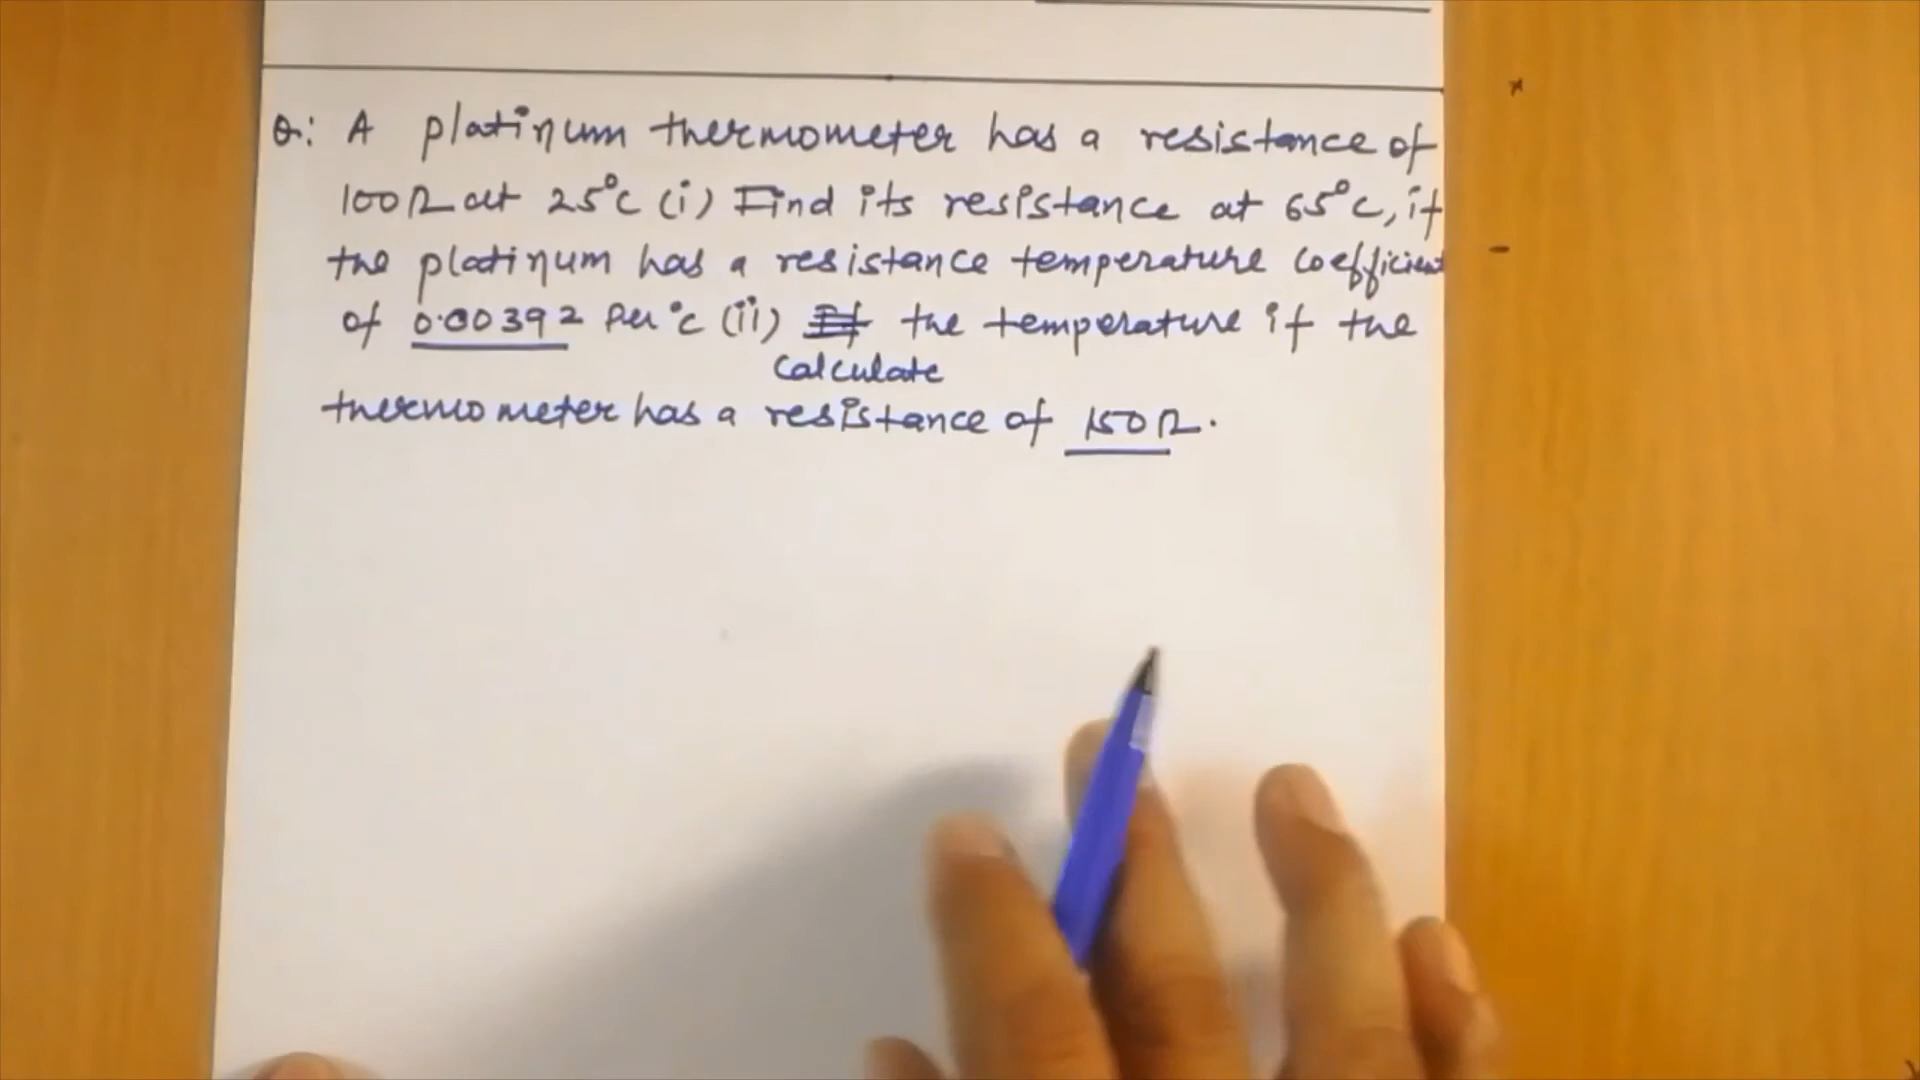 Q: A platinum thermometer has a resistance of
100Ω at 25°C (i) Find its resistance at 65°C, if
the platinum has a resistance temperature coefficient
of 0.00392 per °C (ii) If the temperature if the
calculate
thermometer has a resistance of 150Ω.